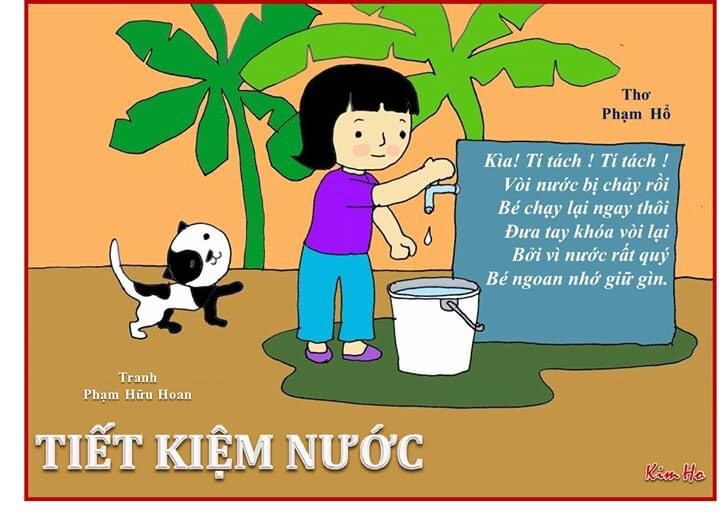 Thơ
Phạm Hổ
Kìa! Tí tách ! Tí tách !
Vòi nước bị chảy rồi
Bé chạy lại ngay thôi
Đưa tay khóa vòi lại
Bởi vì nước rất quý
Bé ngoan nhớ giữ gìn.
Tranh
Phạm Hữu Hoan
TIẾT KIỆM NƯỚC
Kim Ho